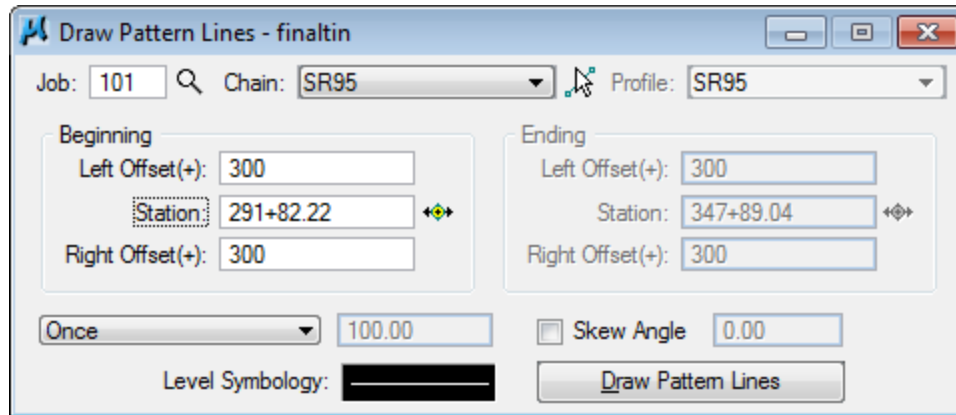 Draw Pattern Lines - finaltin
Job: 101 Chain: SR95 Profile: SR95
Beginning
Left Offset(+): 300
Station: 291+82.22
Right Offset(+): 300
Ending
Left Offset(+): 300
Station: 347+89.04
Right Offset(+): 300
Once 100.00 Skew Angle 0.00
Level Symbology: Draw Pattern Lines